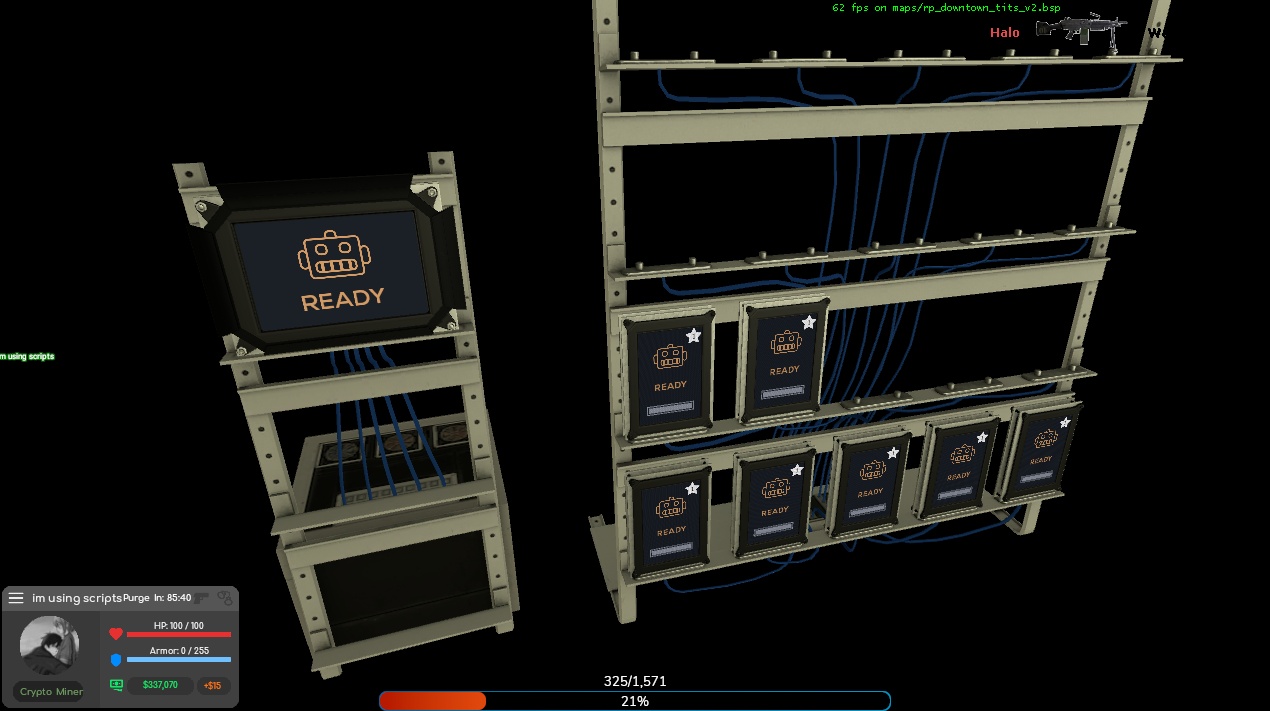 62 fps on maps/rp_downtown_tits_v2.bsp
Halo
READY
READY
READY
m using scripts
READY
READY
READY
READY
READY
im using scripts
Purge In: 85:40
HP: 100 / 100
Armor: 0 / 255
$337,070
+$15
Crypto Miner
325/1,571
21%